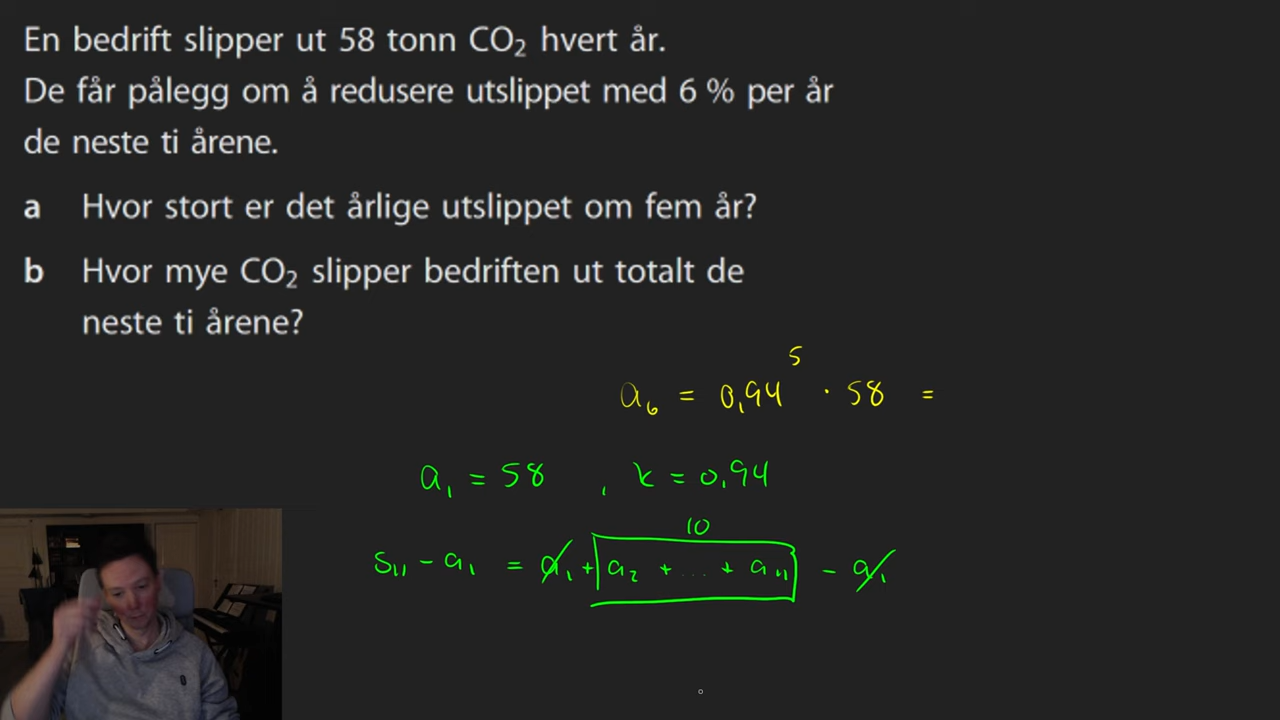 En bedrift slipper ut 58 tonn CO₂ hvert år.
De får pålegg om å redusere utslippet med 6 % per år
de neste ti årene.
a Hvor stort er det årlige utslippet om fem år?
b Hvor mye CO₂ slipper bedriften ut totalt de
neste ti årene?
a₆ = 0,94⁵ · 58 =
a₁ = 58 , k = 0,94
10
S₁₁ - a₁ = a₁ + a₂ + ... + a₁₁ - a₁